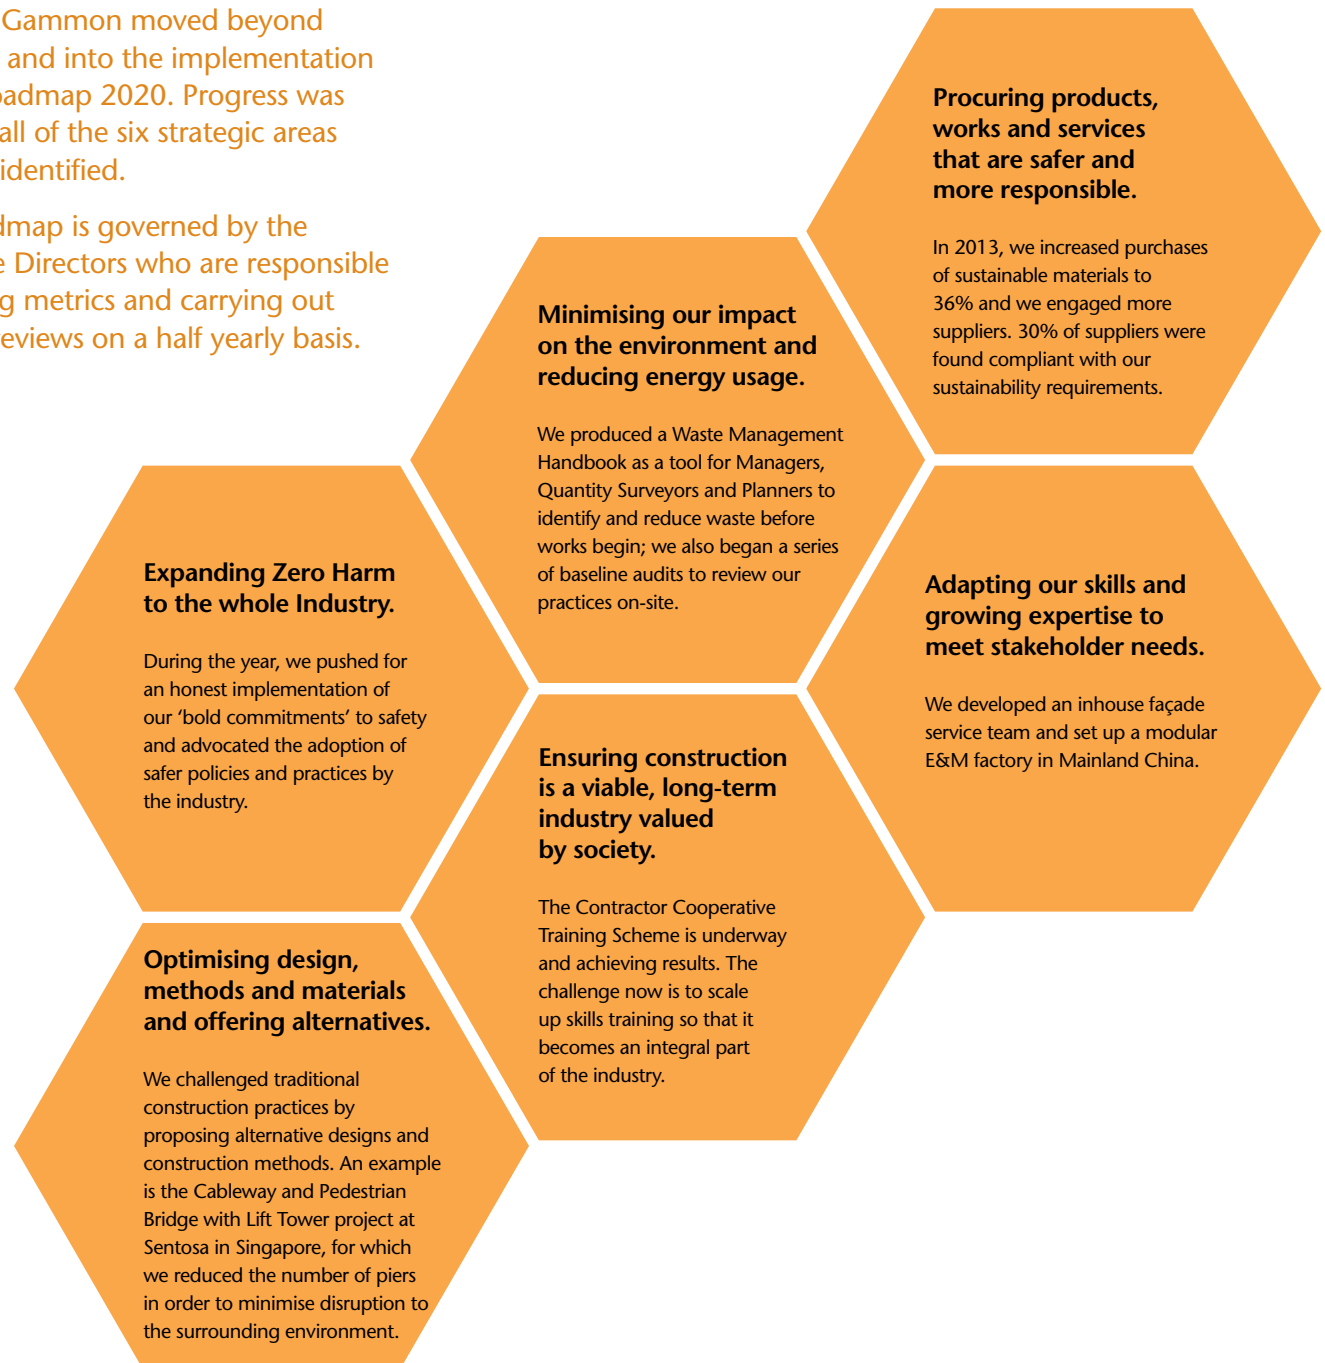 Gammon moved beyond
and into the implementation
oadmap 2020. Progress was
all of the six strategic areas
identified.
dmap is governed by the
e Directors who are responsible
g metrics and carrying out
eviews on a half yearly basis.
Procuring products,
works and services
that are safer and
more responsible.
In 2013, we increased purchases
of sustainable materials to
36% and we engaged more
suppliers. 30% of suppliers were
found compliant with our
sustainability requirements.
Minimising our impact
on the environment and
reducing energy usage.
We produced a Waste Management
Handbook as a tool for Managers,
Quantity Surveyors and Planners to
identify and reduce waste before
works begin; we also began a series
of baseline audits to review our
practices on-site.
Expanding Zero Harm
to the whole Industry.
During the year, we pushed for
an honest implementation of
our ‘bold commitments’ to safety
and advocated the adoption of
safer policies and practices by
the industry.
Adapting our skills and
growing expertise to
meet stakeholder needs.
We developed an inhouse façade
service team and set up a modular
E&M factory in Mainland China.
Ensuring construction
is a viable, long-term
industry valued
by society.
The Contractor Cooperative
Training Scheme is underway
and achieving results. The
challenge now is to scale
up skills training so that it
becomes an integral part
of the industry.
Optimising design,
methods and materials
and offering alternatives.
We challenged traditional
construction practices by
proposing alternative designs and
construction methods. An example
is the Cableway and Pedestrian
Bridge with Lift Tower project at
Sentosa in Singapore, for which
we reduced the number of piers
in order to minimise disruption to
the surrounding environment.